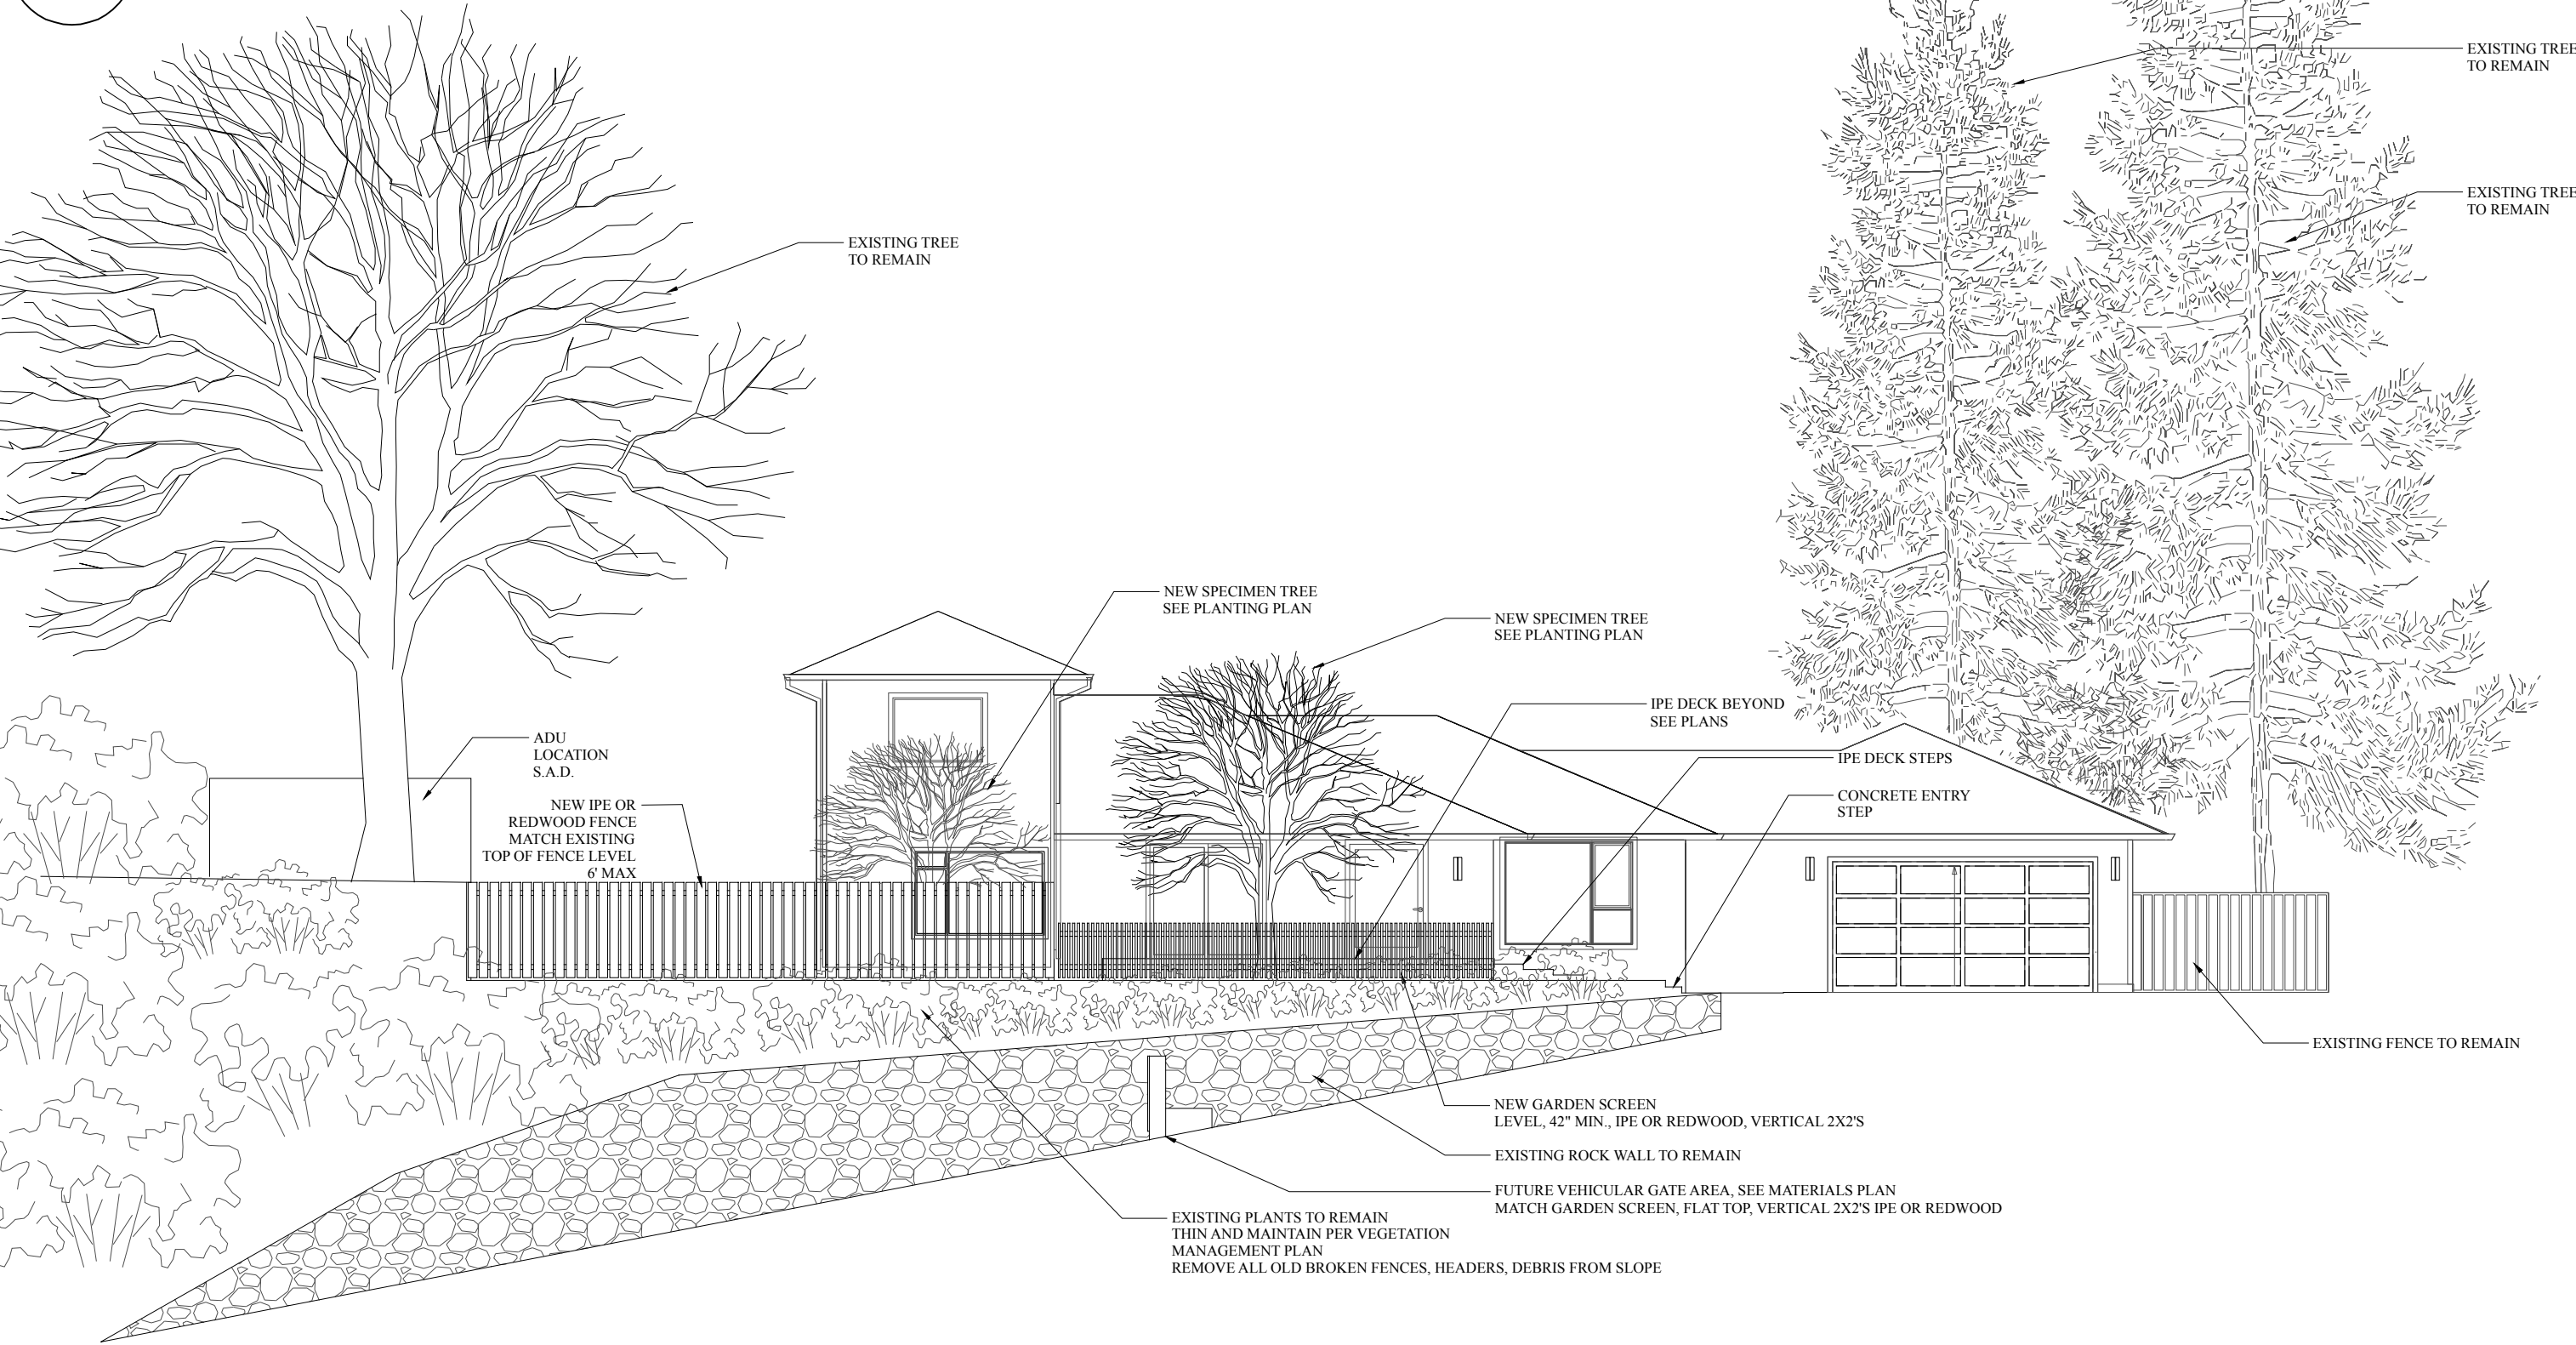 EXISTING TREE
TO REMAIN
EXISTING TREE
TO REMAIN
EXISTING TREE
TO REMAIN
NEW SPECIMEN TREE
SEE PLANTING PLAN
NEW SPECIMEN TREE
SEE PLANTING PLAN
IPE DECK BEYOND
SEE PLANS
ADU
LOCATION
S.A.D.
IPE DECK STEPS
CONCRETE ENTRY
STEP
NEW IPE OR
REDWOOD FENCE
MATCH EXISTING
TOP OF FENCE LEVEL
6' MAX
EXISTING FENCE TO REMAIN
NEW GARDEN SCREEN
LEVEL, 42" MIN., IPE OR REDWOOD, VERTICAL 2X2'S
EXISTING ROCK WALL TO REMAIN
FUTURE VEHICULAR GATE AREA, SEE MATERIALS PLAN
MATCH GARDEN SCREEN, FLAT TOP, VERTICAL 2X2'S IPE OR REDWOOD
EXISTING PLANTS TO REMAIN
THIN AND MAINTAIN PER VEGETATION
MANAGEMENT PLAN
REMOVE ALL OLD BROKEN FENCES, HEADERS, DEBRIS FROM SLOPE